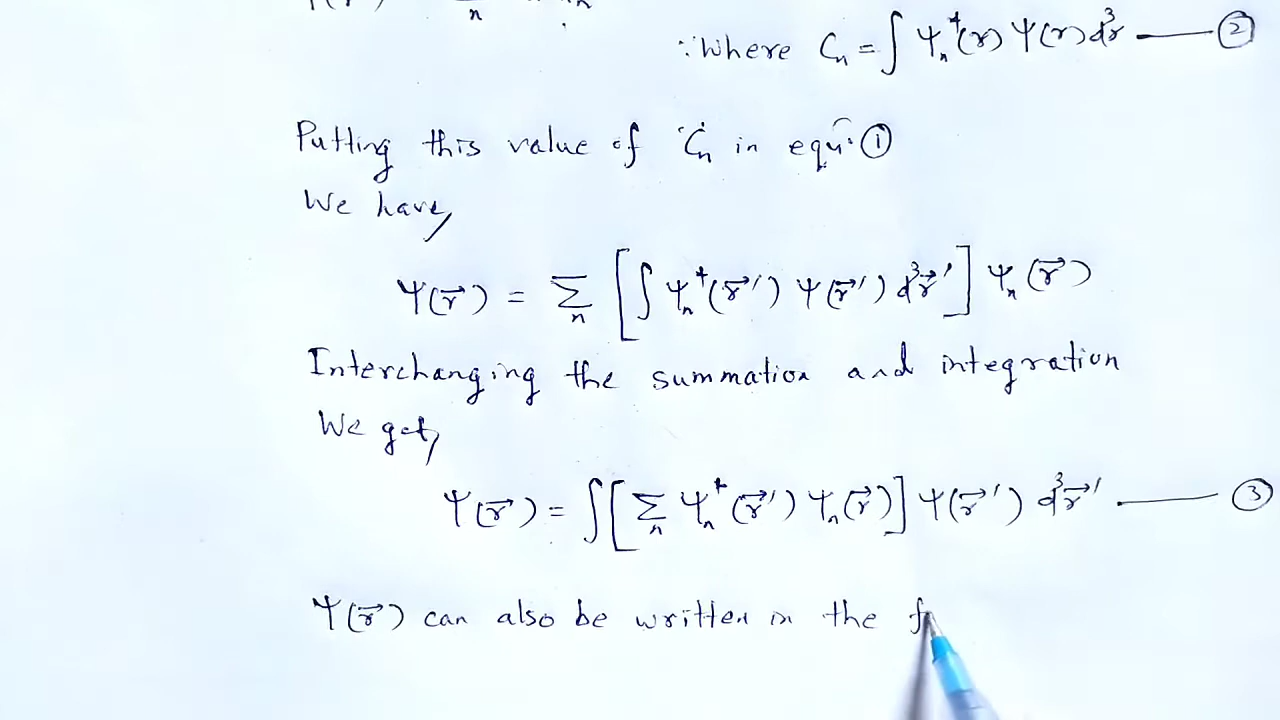 ∵ Where Cₙ = ∫ ψₙ⁺(r) ψ(r) d³r —— ②
Putting this value of 'Cₙ' in equⁿ. ①
We have,
ψ(r⃗) = Σₙ [∫ ψₙ⁺(r⃗′) ψ(r⃗′) d³r⃗′] ψₙ(r⃗)
Interchanging the summation and integration
We get,
ψ(r⃗) = ∫[Σₙ ψₙ⁺(r⃗′) ψₙ(r⃗)] ψ(r⃗′) d³r⃗′ —— ③
ψ(r⃗) can also be written in the f